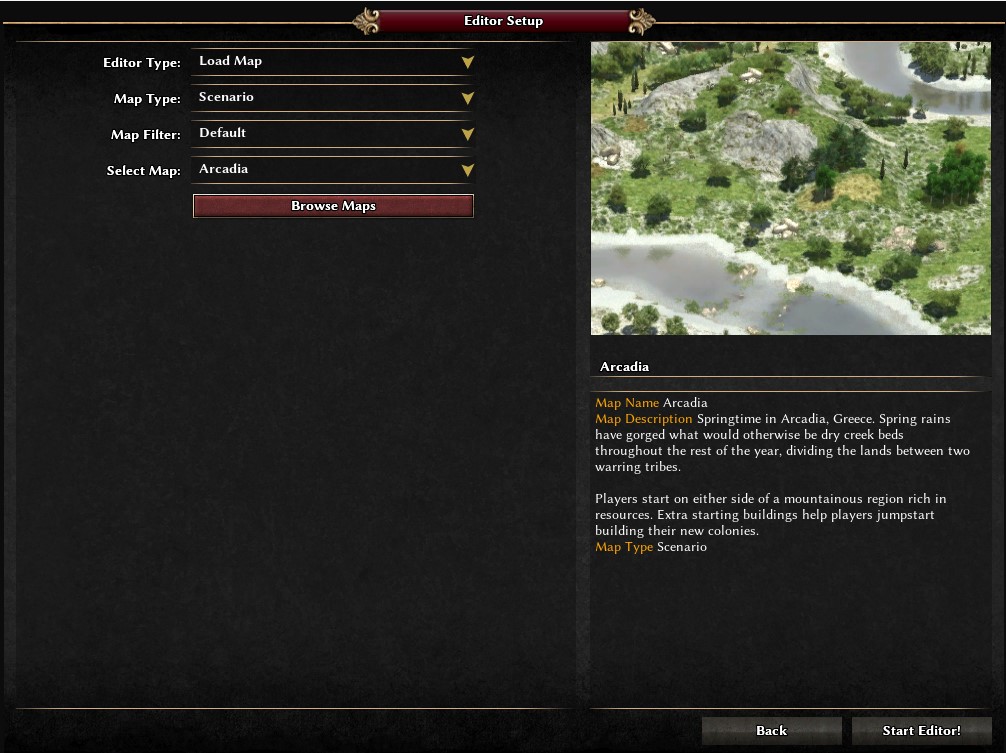 Editor Setup
Editor Type: Load Map
Map Type: Scenario
Map Filter: Default
Select Map: Arcadia
Browse Maps
Arcadia
Map Name Arcadia
Map Description Springtime in Arcadia, Greece. Spring rains
have gorged what would otherwise be dry creek beds
throughout the rest of the year, dividing the lands between two
warring tribes.
Players start on either side of a mountainous region rich in
resources. Extra starting buildings help players jumpstart
building their new colonies.
Map Type Scenario
Back
Start Editor!